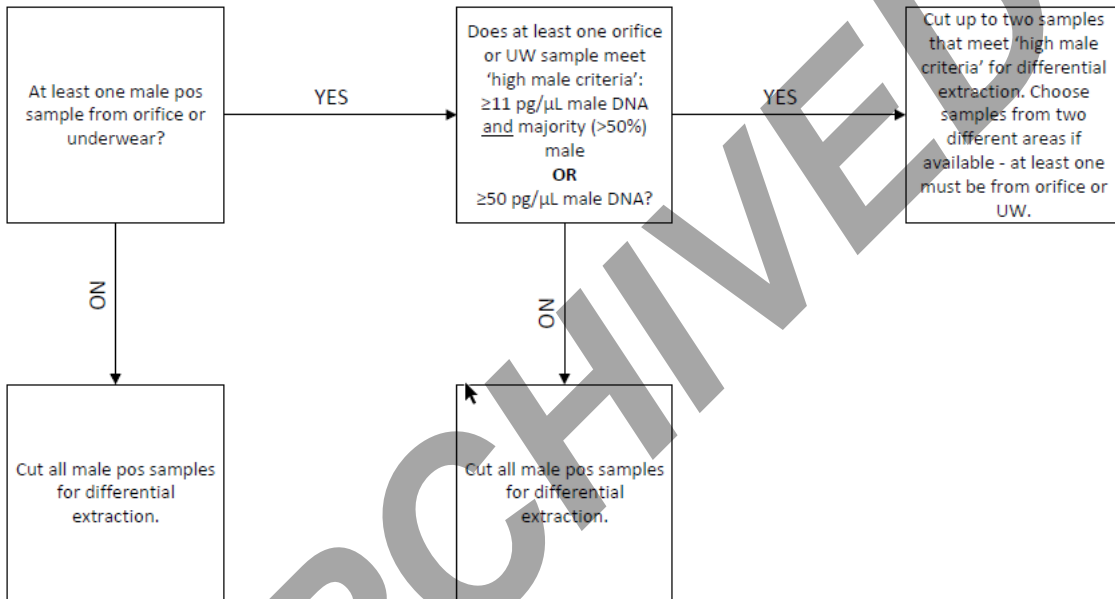 At least one male pos
sample from orifice or
underwear?
YES
Does at least one orifice
or UW sample meet
‘high male criteria’:
≥11 pg/µL male DNA
and majority (>50%)
male
OR
≥50 pg/µL male DNA?
YES
Cut up to two samples
that meet ‘high male
criteria’ for differential
extraction. Choose
samples from two
different areas if
available - at least one
must be from orifice or
UW.
NO
NO
Cut all male pos samples
for differential
extraction.
Cut all male pos samples
for differential
extraction.
RCHIVED